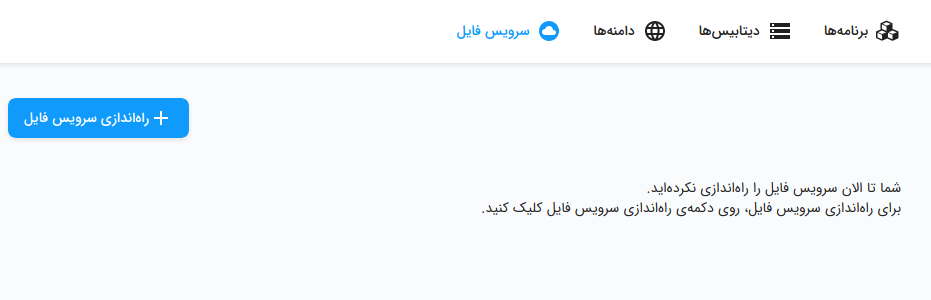 برنامه‌ها
دیتابیس‌ها
دامنه‌ها
سرویس فایل
راه‌اندازی سرویس فایل
شما تا الان سرویس فایل را راه‌اندازی نکرده‌اید.
برای راه‌اندازی سرویس فایل، روی دکمه‌ی راه‌اندازی سرویس فایل کلیک کنید.